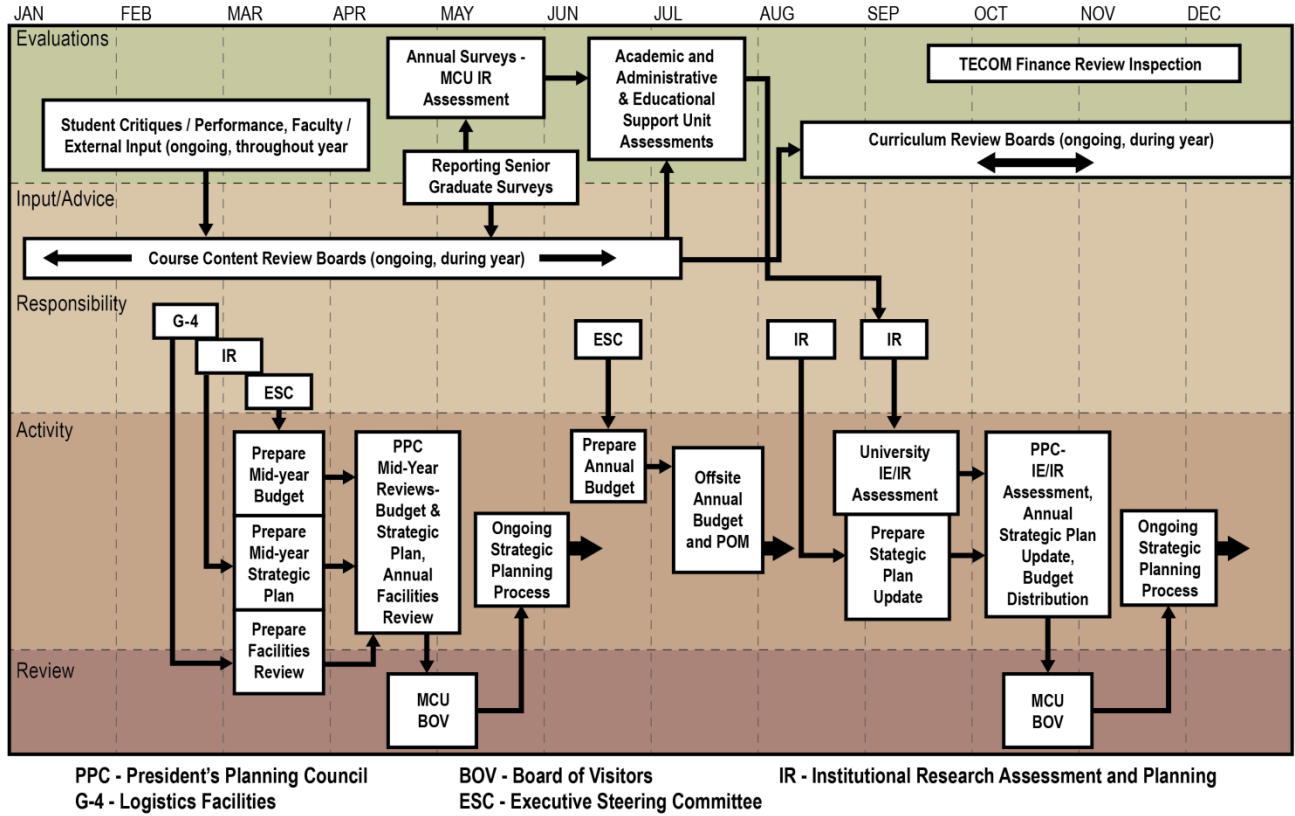 JAN FEB MAR APR MAY JUN JUL AUG SEP OCT NOV DEC
Evaluations
Student Critiques / Performance, Faculty /
External Input (ongoing, throughout year
Annual Surveys -
MCU IR
Assessment
Reporting Senior
Graduate Surveys
Academic and
Administrative
& Educational
Support Unit
Assessments
TECOM Finance Review Inspection
Curriculum Review Boards (ongoing, during year)
Input/Advice
Course Content Review Boards (ongoing, during year)
Responsibility
G-4
IR
ESC
ESC
IR
IR
Activity
Prepare
Mid-year
Budget
Prepare
Mid-year
Strategic
Plan
Prepare
Facilities
Review
PPC
Mid-Year
Reviews-
Budget &
Strategic
Plan,
Annual
Facilities
Review
Ongoing
Strategic
Planning
Process
Prepare
Annual
Budget
Offsite
Annual
Budget
and POM
University
IE/IR
Assessment
Prepare
Stategic
Plan
Update
PPC-
IE/IR
Assessment,
Annual
Strategic Plan
Update,
Budget
Distribution
Ongoing
Strategic
Planning
Process
Review
MCU
BOV
MCU
BOV
PPC - President's Planning Council
BOV - Board of Visitors
IR - Institutional Research Assessment and Planning
G-4 - Logistics Facilities
ESC - Executive Steering Committee